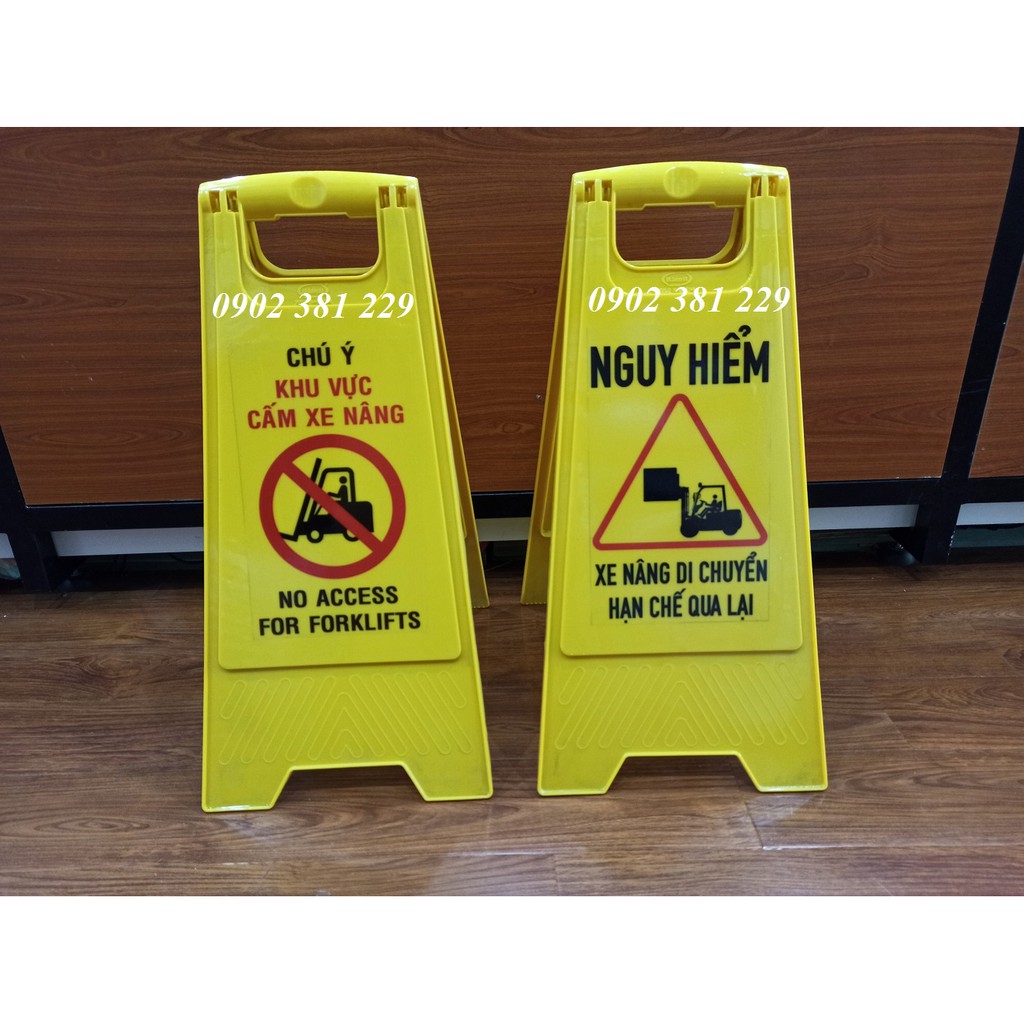 0902 381 229
CHÚ Ý
KHU VỰC
CẤM XE NÂNG
NO ACCESS
FOR FORKLIFTS
0902 381 229
NGUY HIỂM
XE NÂNG DI CHUYỂN
HẠN CHẾ QUA LẠI